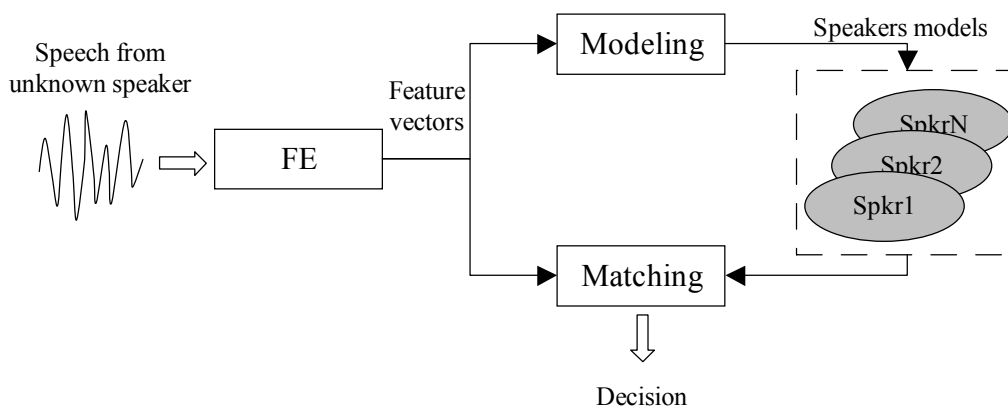 Speech from
unknown speaker
FE
Feature
vectors
Modeling
Speakers models
SpkrN
Spkr2
Spkr1
Matching
Decision